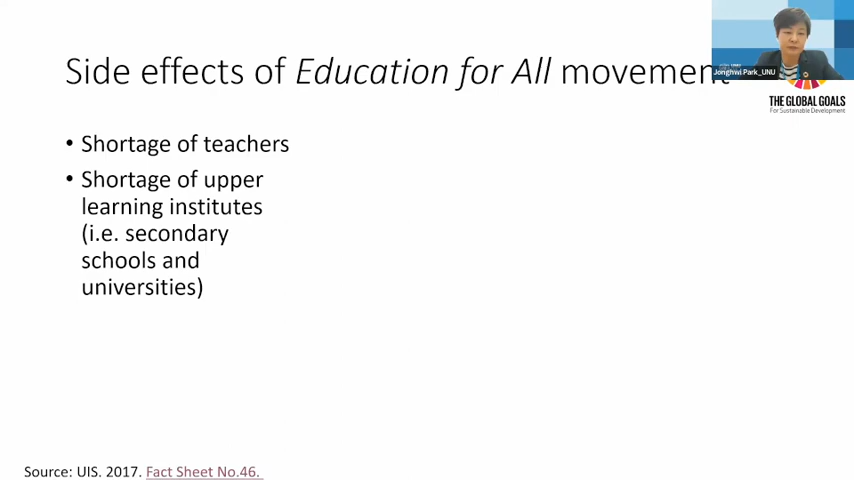 Side effects of Education for All movement
Jonghwi Park_UNU
THE GLOBAL GOALS
For Sustainable Development
• Shortage of teachers
• Shortage of upper
learning institutes
(i.e. secondary
schools and
universities)
Source: UIS. 2017. Fact Sheet No.46.